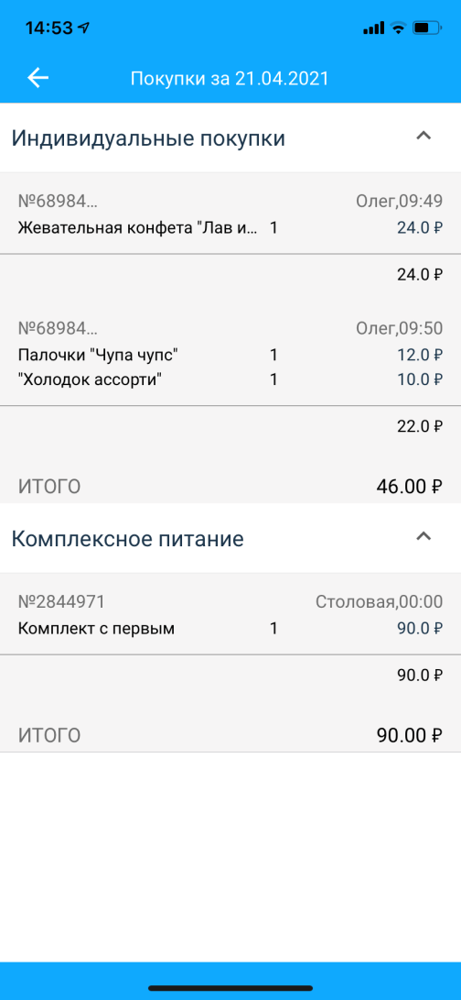 14:53
Покупки за 21.04.2021
Индивидуальные покупки
№68984... Олег,09:49
Жевательная конфета "Лав и... 1 24.0 ₽
24.0 ₽
№68984... Олег,09:50
Палочки "Чупа чупс" 1 12.0 ₽
"Холодок ассорти" 1 10.0 ₽
22.0 ₽
ИТОГО 46.00 ₽
Комплексное питание
№2844971 Столовая,00:00
Комплект с первым 1 90.0 ₽
90.0 ₽
ИТОГО 90.00 ₽